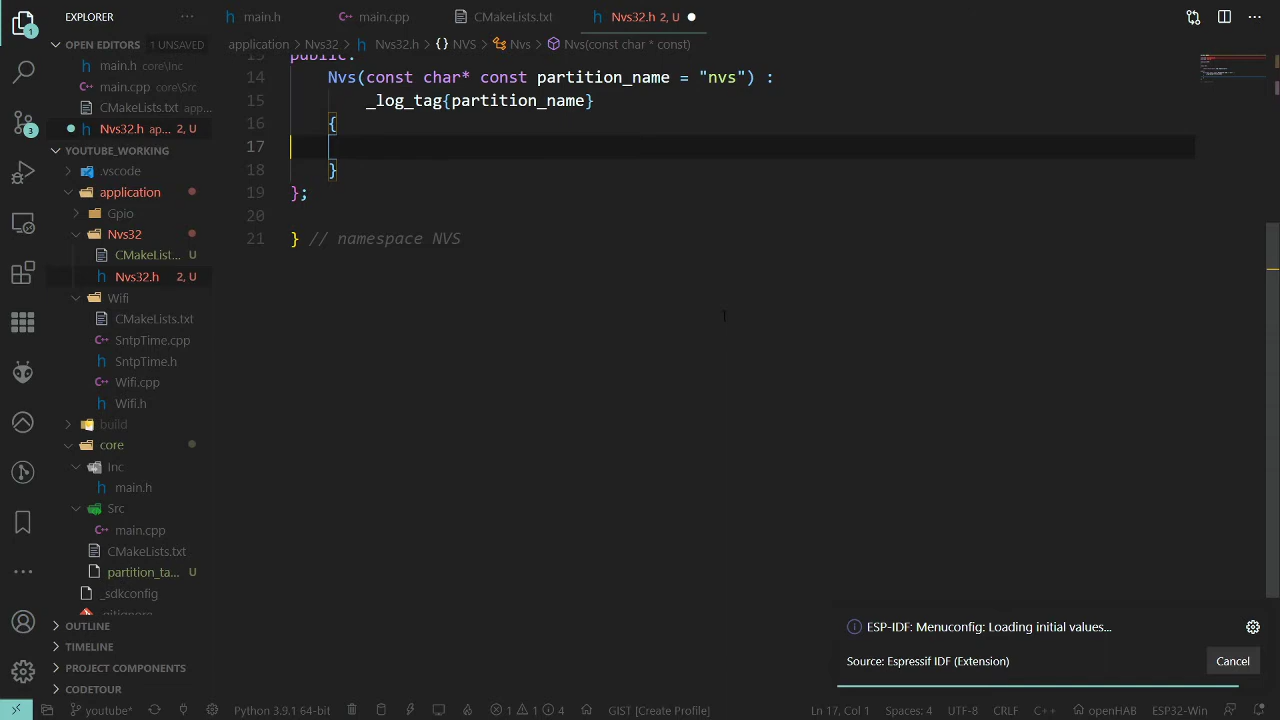 EXPLORER
main.h
main.cpp
CMakeLists.txt
Nvs32.h 2, U
OPEN EDITORS 1 UNSAVED
main.h core\Inc
main.cpp core\Src
CMakeLists.txt app...
Nvs32.h ap... 2, U
YOUTUBE_WORKING
.vscode
application
Gpio
Nvs32
CMakeList... U
Nvs32.h 2, U
Wifi
CMakeLists.txt
SntpTime.cpp
SntpTime.h
Wifi.cpp
Wifi.h
build
core
Inc
main.h
Src
main.cpp
CMakeLists.txt
partition_ta... U
_sdkconfig
.gitignore
OUTLINE
TIMELINE
PROJECT COMPONENTS
CODETOUR
application > Nvs32 > Nvs32.h > {} NVS > Nvs > Nvs(const char * const)
public:
14 Nvs(const char* const partition_name = "nvs") :
15 _log_tag{partition_name}
16 {
17
18 }
19 };
20
21 } // namespace NVS
ESP-IDF: Menuconfig: Loading initial values...
Source: Espressif IDF (Extension)
Cancel
youtube* Python 3.9.1 64-bit 1 1 4 GIST [Create Profile] Ln 17, Col 1 Spaces: 4 UTF-8 CRLF C++ openHAB ESP32-Win